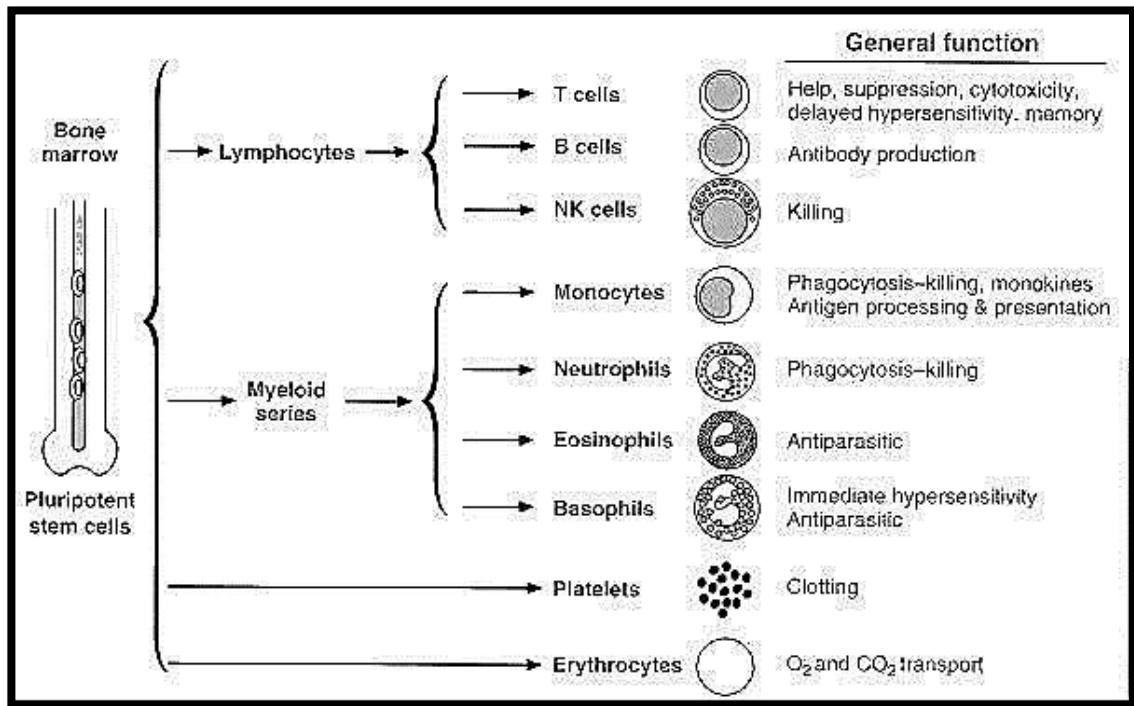 General function
Bone
marrow
Pluripotent
stem cells
Lymphocytes
T cells
Help, suppression, cytotoxicity,
delayed hypersensitivity. memory
B cells
Antibody production
NK cells
Killing
Myeloid
series
Monocytes
Phagocytosis–killing, monokines
Antigen processing & presentation
Neutrophils
Phagocytosis–killing
Eosinophils
Antiparasitic
Basophils
Immediate hypersensitivity
Antiparasitic
Platelets
Clotting
Erythrocytes
O₂ and CO₂ transport